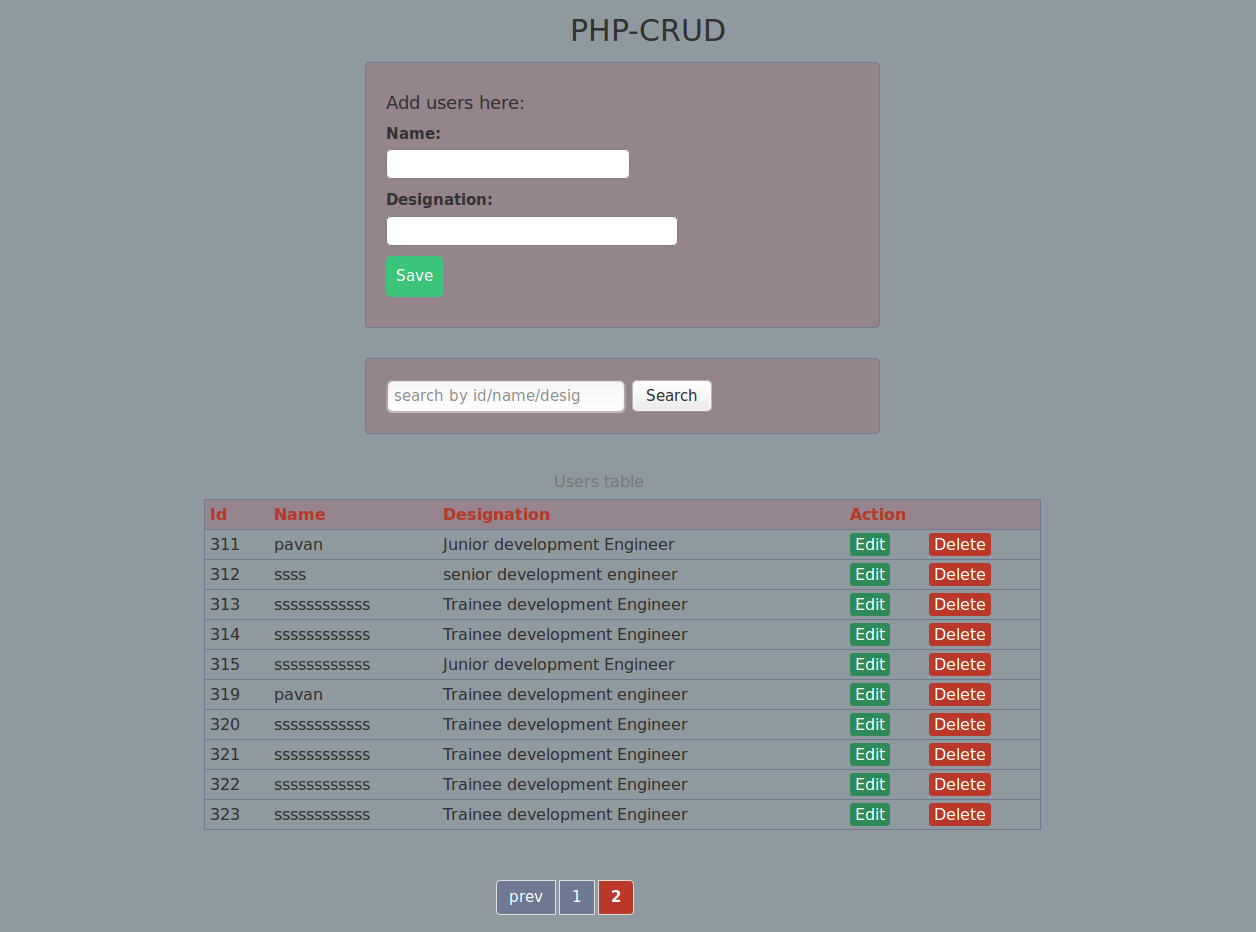 PHP-CRUD
Add users here:
Name:
Designation:
Save
search by id/name/desig Search
Users table
Id Name Designation Action
311 pavan Junior development Engineer Edit Delete
312 ssss senior development engineer Edit Delete
313 ssssssssssss Trainee development Engineer Edit Delete
314 ssssssssssss Trainee development Engineer Edit Delete
315 ssssssssssss Junior development Engineer Edit Delete
319 pavan Trainee development engineer Edit Delete
320 ssssssssssss Trainee development Engineer Edit Delete
321 ssssssssssss Trainee development Engineer Edit Delete
322 ssssssssssss Trainee development Engineer Edit Delete
323 ssssssssssss Trainee development Engineer Edit Delete
prev 1 2